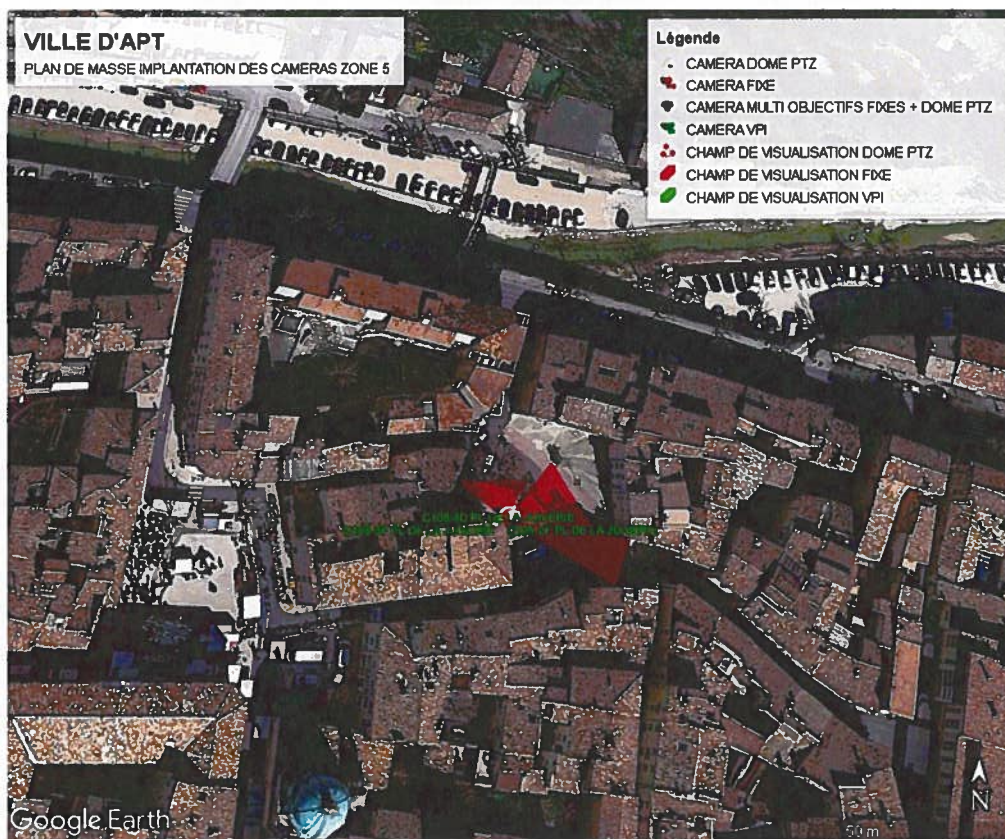 VILLE D'APT
PLAN DE MASSE IMPLANTATION DES CAMERAS ZONE 5
Légende
CAMERA DOME PTZ
CAMERA FIXE
CAMERA MULTI OBJECTIFS FIXES + DOME PTZ
CAMERA VPI
CHAMP DE VISUALISATION DOME PTZ
CHAMP DE VISUALISATION FIXE
CHAMP DE VISUALISATION VPI
DE LA
Google Earth
N
50 m